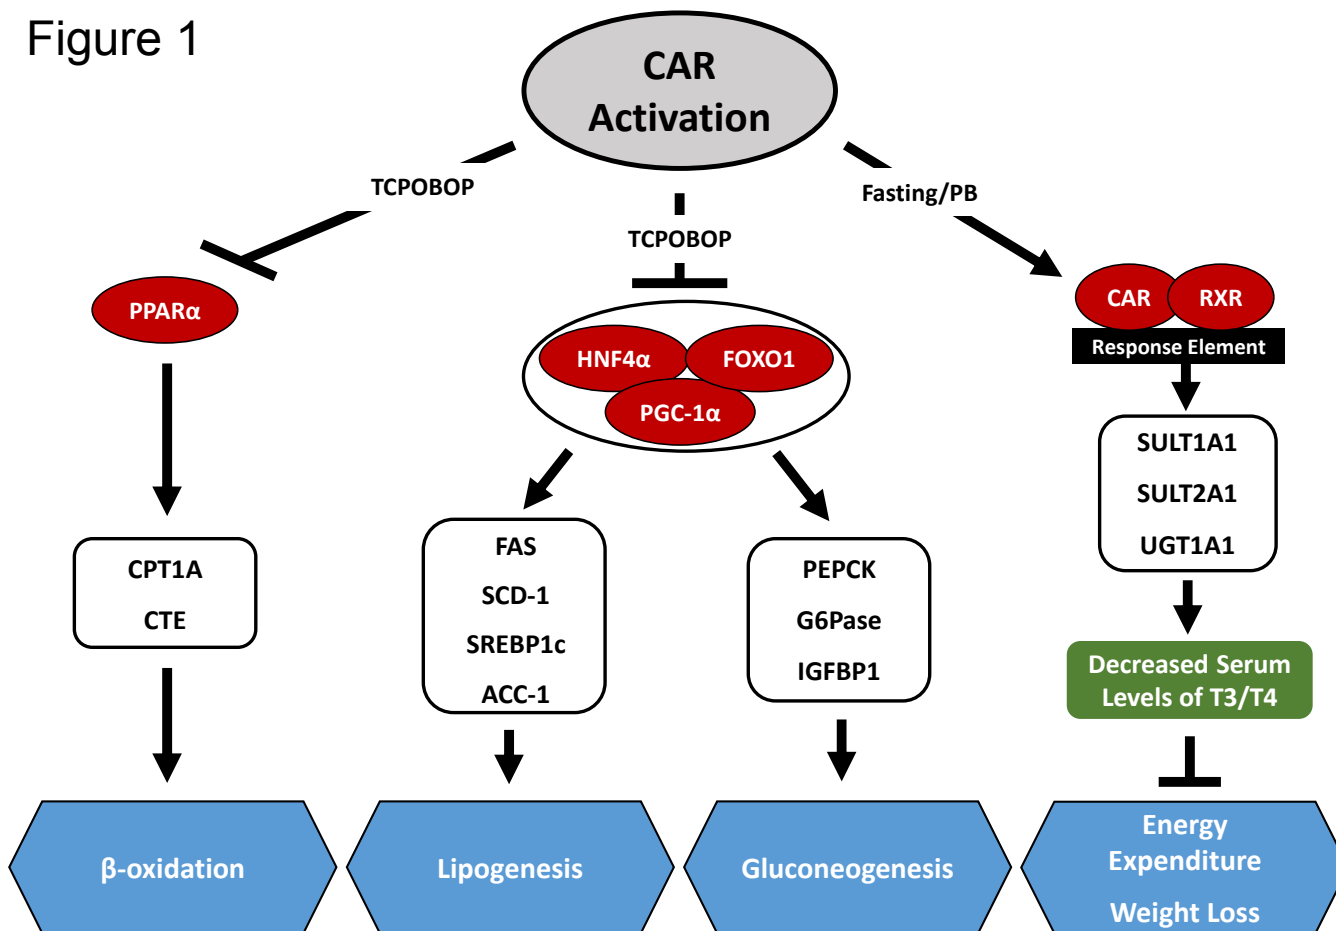 Figure 1
CAR
Activation
TCPOBOP
TCPOBOP
Fasting/PB
PPARα
HNF4α
FOXO1
PGC-1α
CAR
RXR
Response Element
CPT1A
CTE
FAS
SCD-1
SREBP1c
ACC-1
PEPCK
G6Pase
IGFBP1
SULT1A1
SULT2A1
UGT1A1
Decreased Serum
Levels of T3/T4
β-oxidation
Lipogenesis
Gluconeogenesis
Energy
Expenditure
Weight Loss